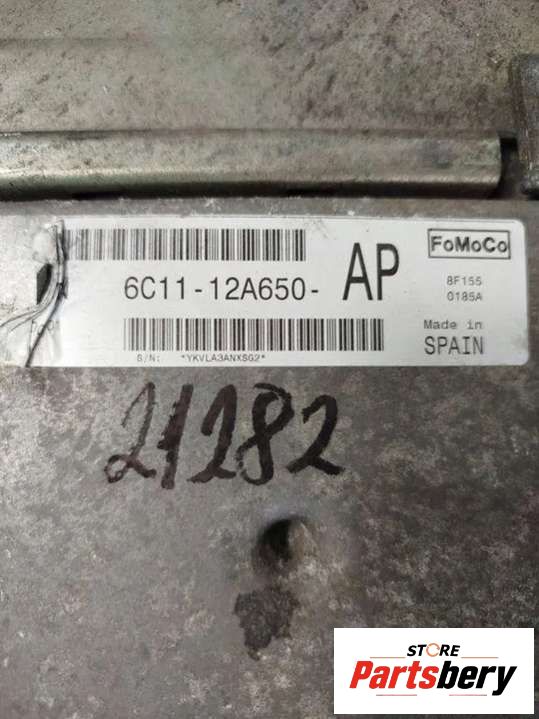 6C11-12A650- AP
FoMoCo
8F155
0185A
Made in
SPAIN
S/N: *YKVLA3ANXSG2*
21282
STORE
Partsbery